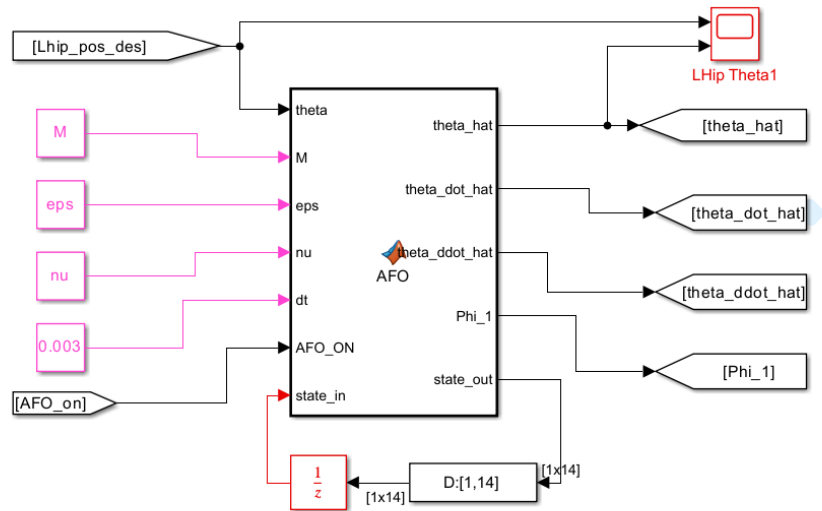 [Lhip_pos_des]
LHip Theta1
theta
M
M
eps
eps
nu
nu
0.003
dt
[AFO_on]
AFO_ON
state_in
AFO
theta_hat
[theta_hat]
theta_dot_hat
[theta_dot_hat]
theta_ddot_hat
[theta_ddot_hat]
Phi_1
[Phi_1]
state_out
[1x14]
D:[1,14]
[1x14]
1
z